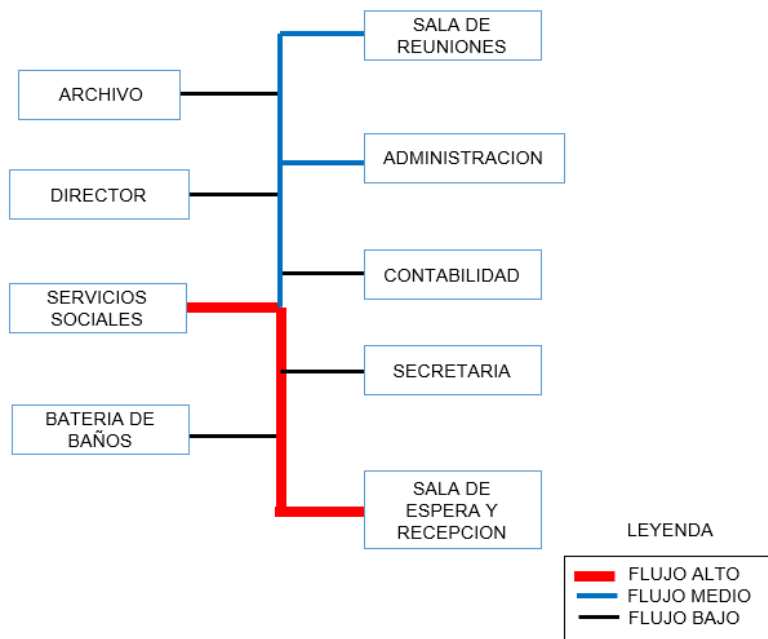 SALA DE
REUNIONES
ARCHIVO
ADMINISTRACION
DIRECTOR
CONTABILIDAD
SERVICIOS
SOCIALES
SECRETARIA
BATERIA DE
BAÑOS
SALA DE
ESPERA Y
RECEPCION
LEYENDA
FLUJO ALTO
FLUJO MEDIO
FLUJO BAJO